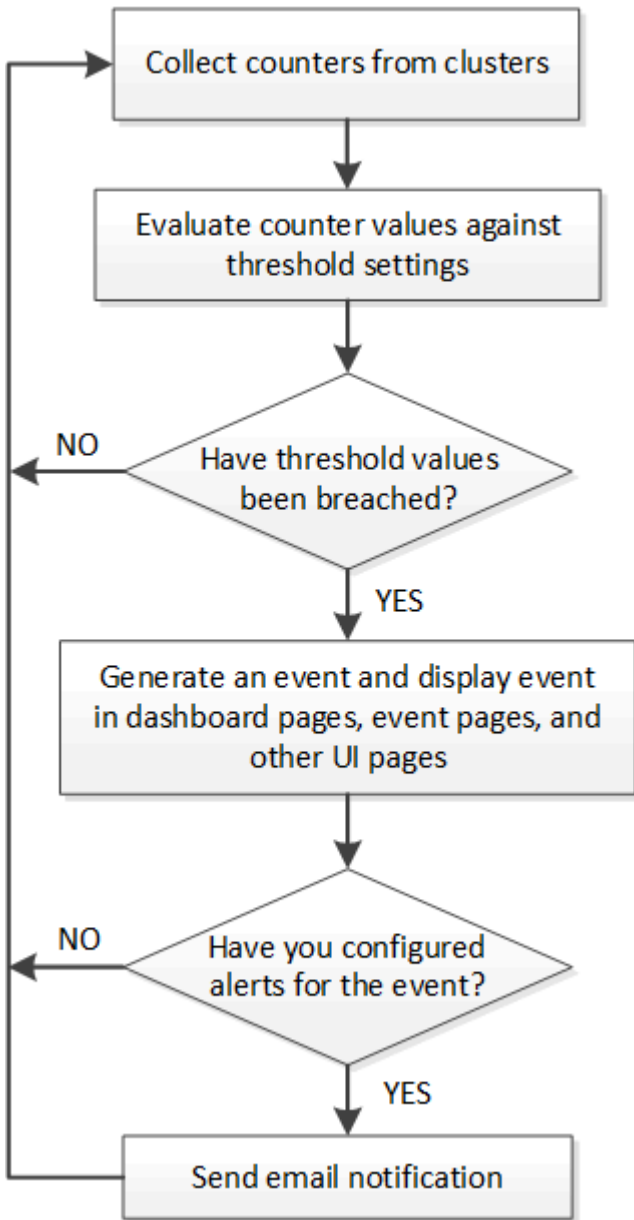 Collect counters from clusters
Evaluate counter values against
threshold settings
NO
Have threshold values
been breached?
YES
Generate an event and display event
in dashboard pages, event pages, and
other UI pages
NO
Have you configured
alerts for the event?
YES
Send email notification